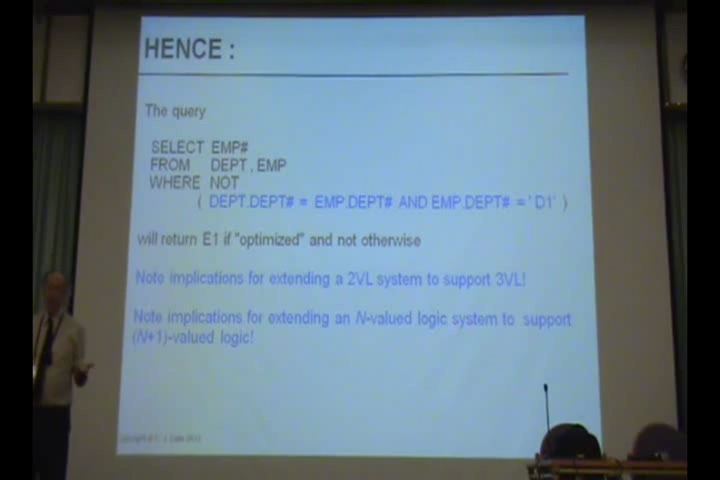 HENCE :
The query
SELECT EMP#
FROM DEPT , EMP
WHERE NOT
( DEPT.DEPT# = EMP.DEPT# AND EMP.DEPT# = ' D1' )
will return E1 if "optimized" and not otherwise
Note implications for extending a 2VL system to support 3VL!
Note implications for extending an N-valued logic system to support
(N+1)-valued logic!